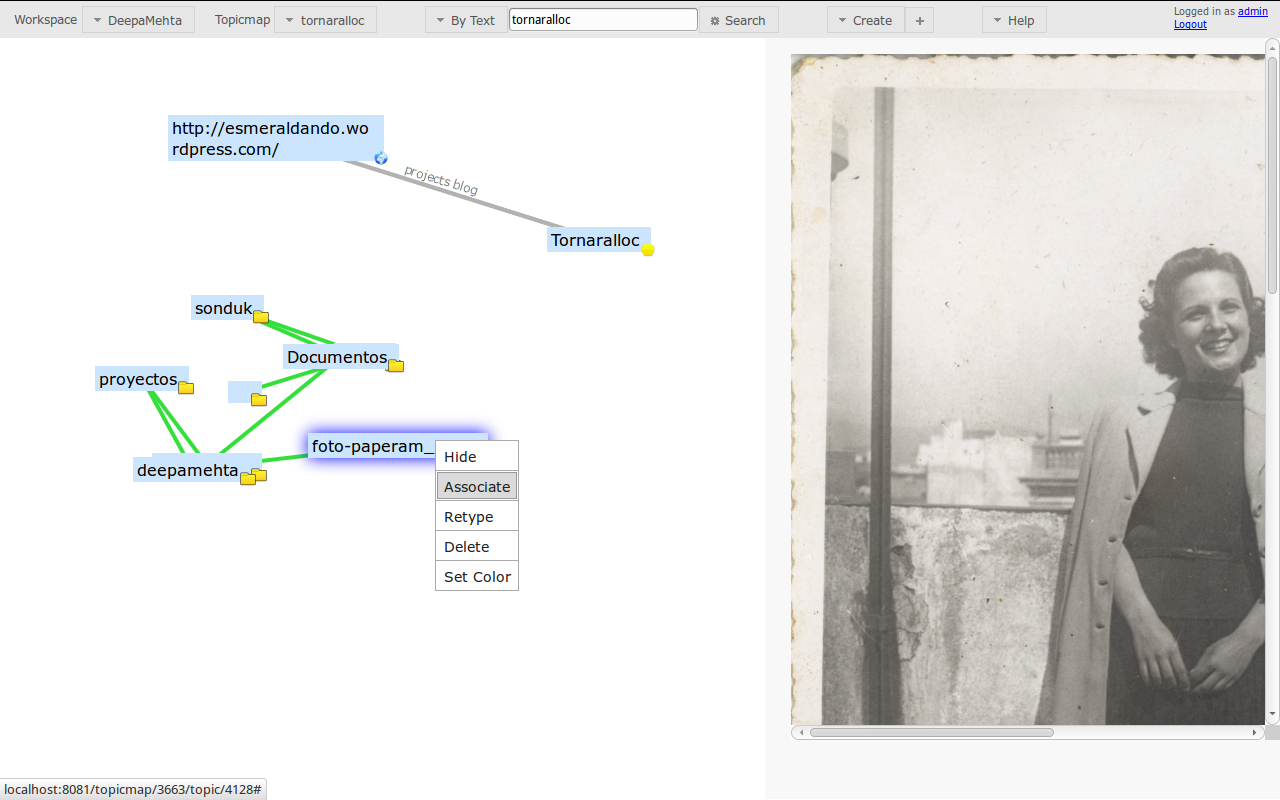 Workspace DeepaMehta Topicmap tornaralloc By Text tornaralloc Search Create + Help
Logged in as admin
Logout
http://esmeraldando.wo
rdpress.com/
projects blog
Tornaralloc
sonduk
Documentos
proyectos
foto-paperam_
deepamehta
Hide
Associate
Retype
Delete
Set Color
localhost:8081/topicmap/3663/topic/4128#